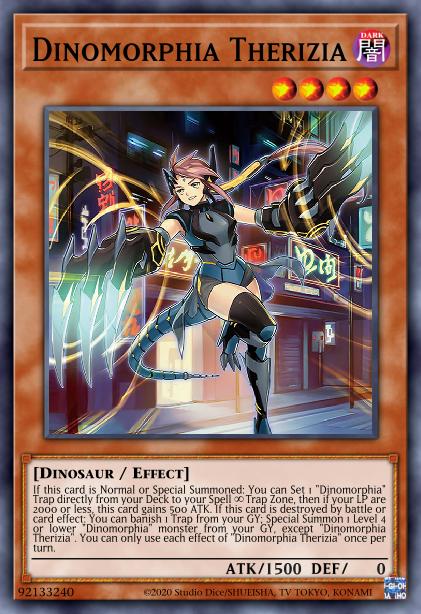 DINOMORPHIA THERIZIA
DARK
闇
[DINOSAUR / EFFECT]
If this card is Normal or Special Summoned: You can Set 1 "Dinomorphia"
Trap directly from your Deck to your Spell ∞ Trap Zone, then if your LP are
2000 or less, this card gains 500 ATK. If this card is destroyed by battle or
card effect: You can banish 1 Trap from your GY; Special Summon 1 Level 4
or lower "Dinomorphia" monster from your GY, except "Dinomorphia
Therizia". You can only use each effect of "Dinomorphia Therizia" once per
turn.
ATK/1500 DEF/ 0
92133240
©2020 Studio Dice/SHUEISHA, TV TOKYO, KONAMI